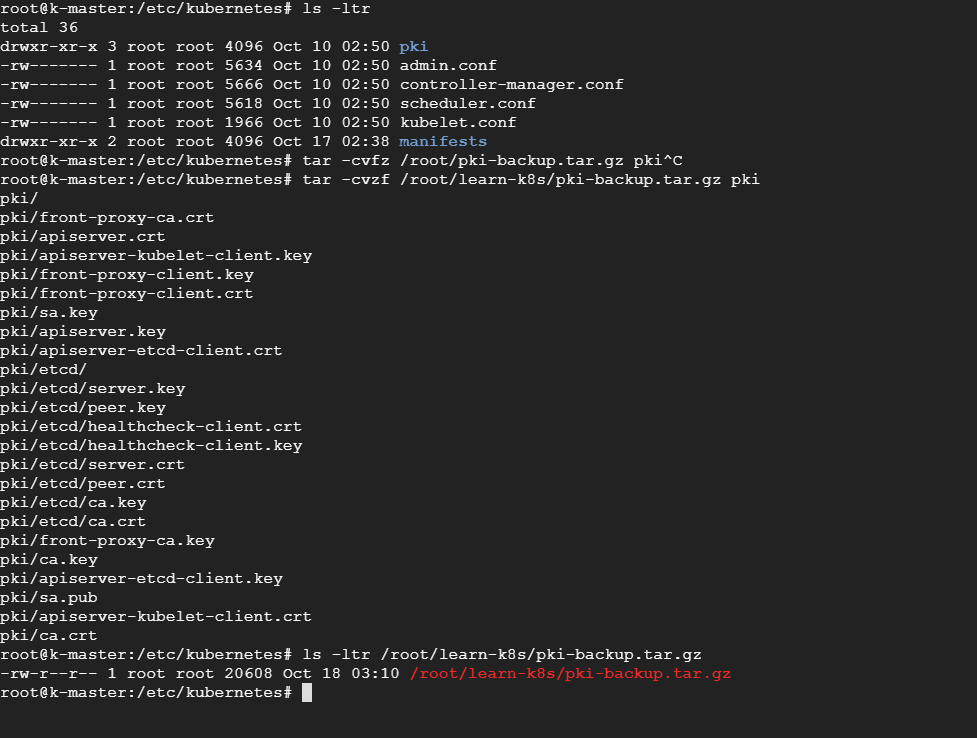 root@k-master:/etc/kubernetes# ls -ltr
total 36
drwxr-xr-x 3 root root 4096 Oct 10 02:50 pki
-rw------- 1 root root 5634 Oct 10 02:50 admin.conf
-rw------- 1 root root 5666 Oct 10 02:50 controller-manager.conf
-rw------- 1 root root 5618 Oct 10 02:50 scheduler.conf
-rw------- 1 root root 1966 Oct 10 02:50 kubelet.conf
drwxr-xr-x 2 root root 4096 Oct 17 02:38 manifests
root@k-master:/etc/kubernetes# tar -cvfz /root/pki-backup.tar.gz pki^C
root@k-master:/etc/kubernetes# tar -cvzf /root/learn-k8s/pki-backup.tar.gz pki
pki/
pki/front-proxy-ca.crt
pki/apiserver.crt
pki/apiserver-kubelet-client.key
pki/front-proxy-client.key
pki/front-proxy-client.crt
pki/sa.key
pki/apiserver.key
pki/apiserver-etcd-client.crt
pki/etcd/
pki/etcd/server.key
pki/etcd/peer.key
pki/etcd/healthcheck-client.crt
pki/etcd/healthcheck-client.key
pki/etcd/server.crt
pki/etcd/peer.crt
pki/etcd/ca.key
pki/etcd/ca.crt
pki/front-proxy-ca.key
pki/ca.key
pki/apiserver-etcd-client.key
pki/sa.pub
pki/apiserver-kubelet-client.crt
pki/ca.crt
root@k-master:/etc/kubernetes# ls -ltr /root/learn-k8s/pki-backup.tar.gz
-rw-r--r-- 1 root root 20608 Oct 18 03:10 /root/learn-k8s/pki-backup.tar.gz
root@k-master:/etc/kubernetes#